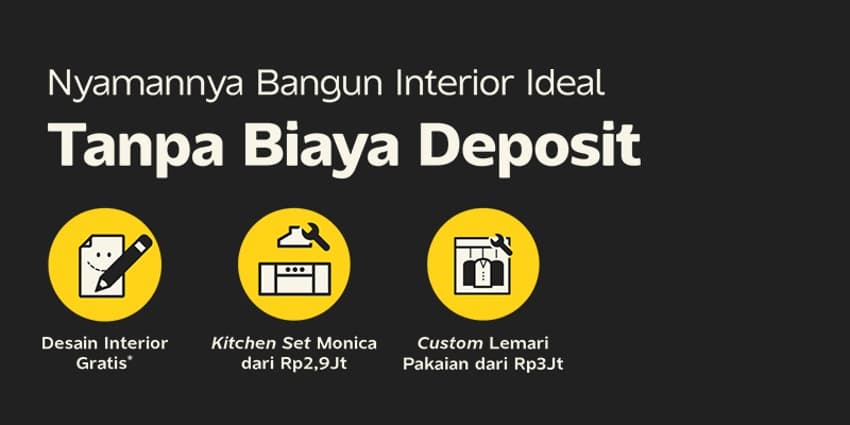 Nyamannya Bangun Interior Ideal
Tanpa Biaya Deposit
Desain Interior
Gratis*
Kitchen Set Monica
dari Rp2,9Jt
Custom Lemari
Pakaian dari Rp3Jt